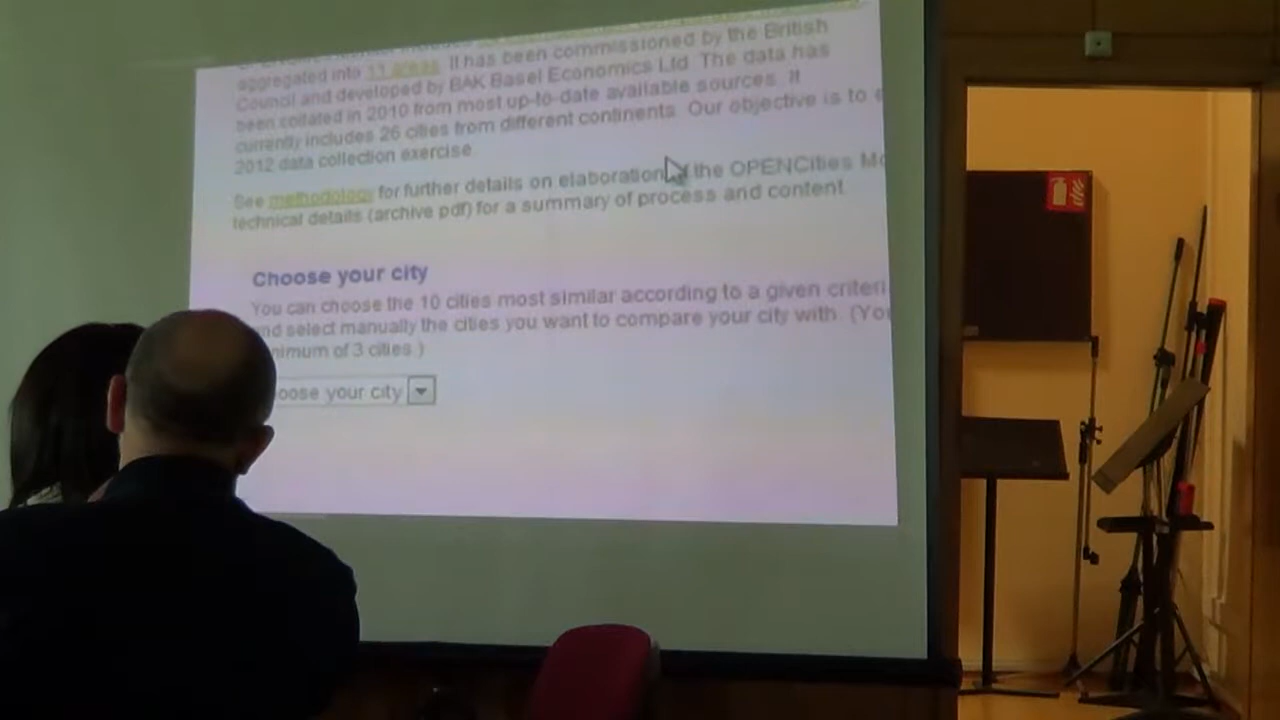 aggregated into 11 areas. It has been commissioned by the British
Council and developed by BAK Basel Economics Ltd. The data has
been collated in 2010 from most up-to-date available sources. It
currently includes 26 cities from different continents. Our objective is to
2012 data collection exercise.
See methodology for further details on elaboration the OPENCities Mo
technical details (archive pdf) for a summary of process and content.
Choose your city
You can choose the 10 cities most similar according to a given criteri
nd select manually the cities you want to compare your city with. (You
nimum of 3 cities.)
oose your city